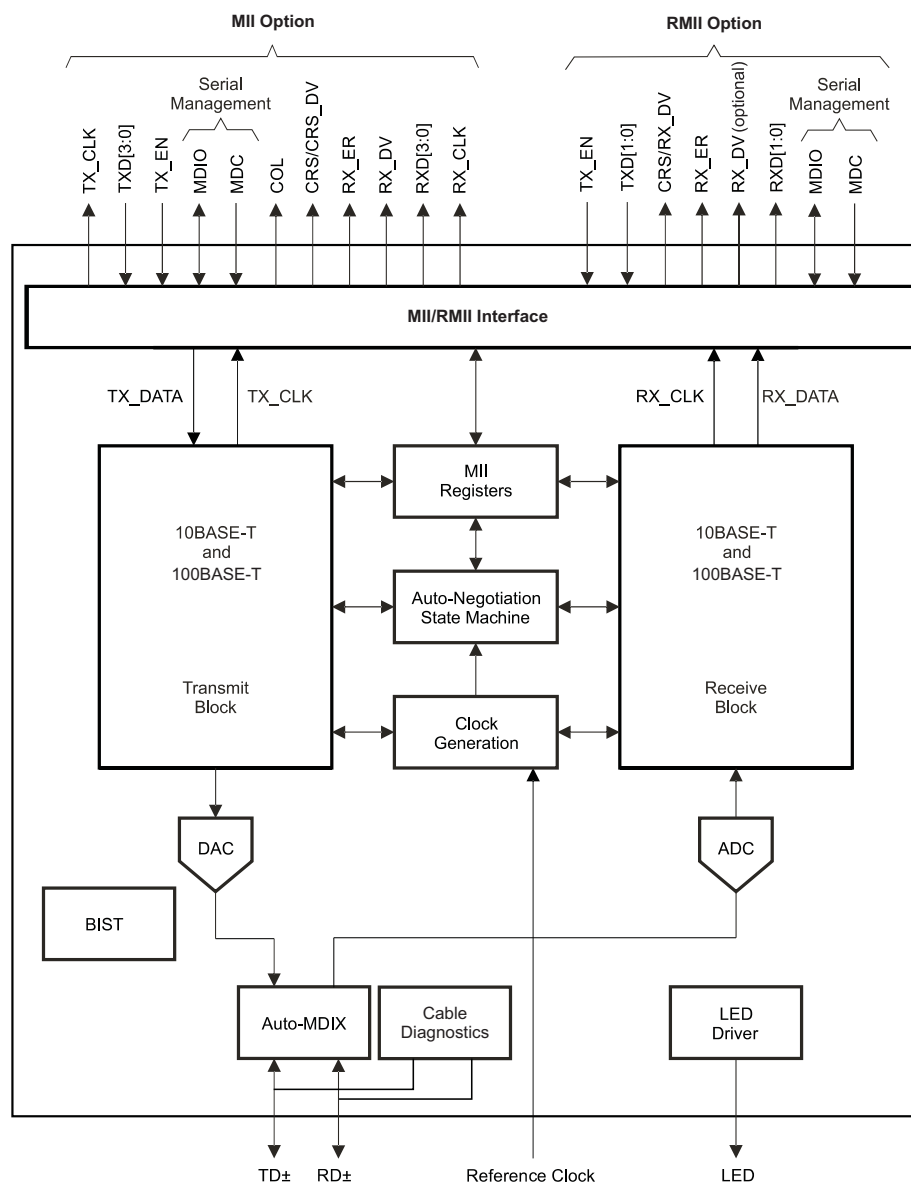 MII Option
RMII Option
Serial
Management
TX_CLK
TXD[3:0]
TX_EN
MDIO
MDC
COL
CRS/CRS_DV
RX_ER
RX_DV
RXD[3:0]
RX_CLK
Serial
Management
TX_EN
TXD[1:0]
CRS/RX_DV
RX_ER
RX_DV (optional)
RXD[1:0]
MDIO
MDC
MII/RMII Interface
TX_DATA
TX_CLK
RX_CLK
RX_DATA
10BASE-T
and
100BASE-T
Transmit
Block
MII
Registers
Auto-Negotiation
State Machine
Clock
Generation
10BASE-T
and
100BASE-T
Receive
Block
DAC
ADC
BIST
Auto-MDIX
Cable
Diagnostics
LED
Driver
TD±
RD±
Reference Clock
LED